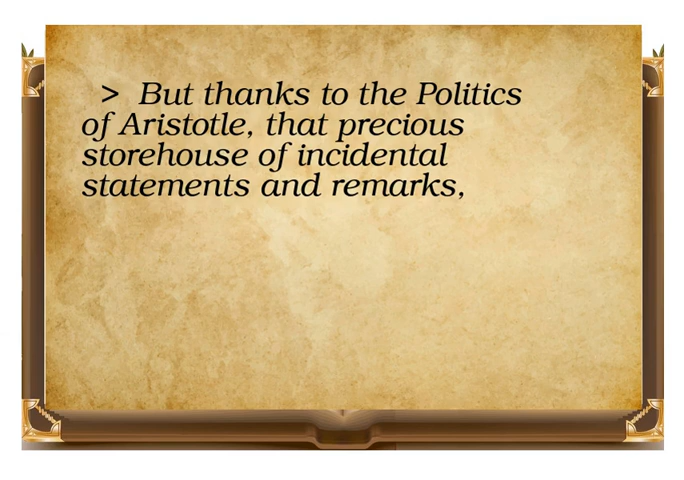 > But thanks to the Politics
of Aristotle, that precious
storehouse of incidental
statements and remarks,